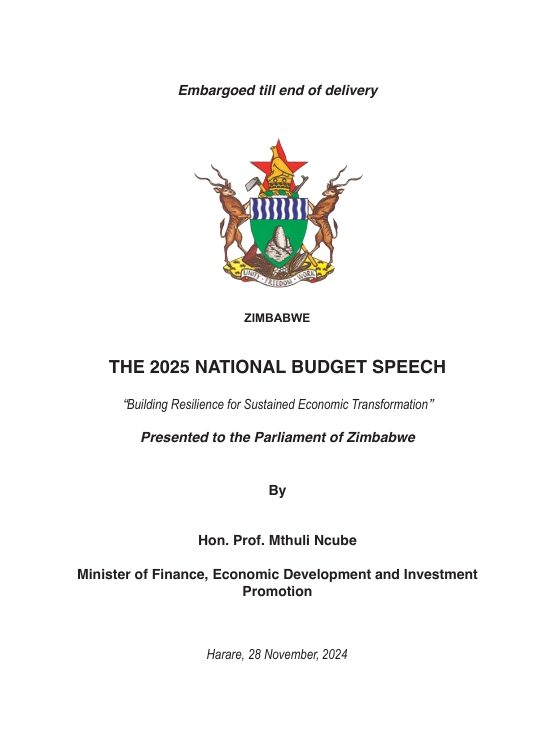 Embargoed till end of delivery
UNITY FREEDOM WORK
ZIMBABWE
THE 2025 NATIONAL BUDGET SPEECH
“Building Resilience for Sustained Economic Transformation”
Presented to the Parliament of Zimbabwe
By
Hon. Prof. Mthuli Ncube
Minister of Finance, Economic Development and Investment
Promotion
Harare, 28 November, 2024